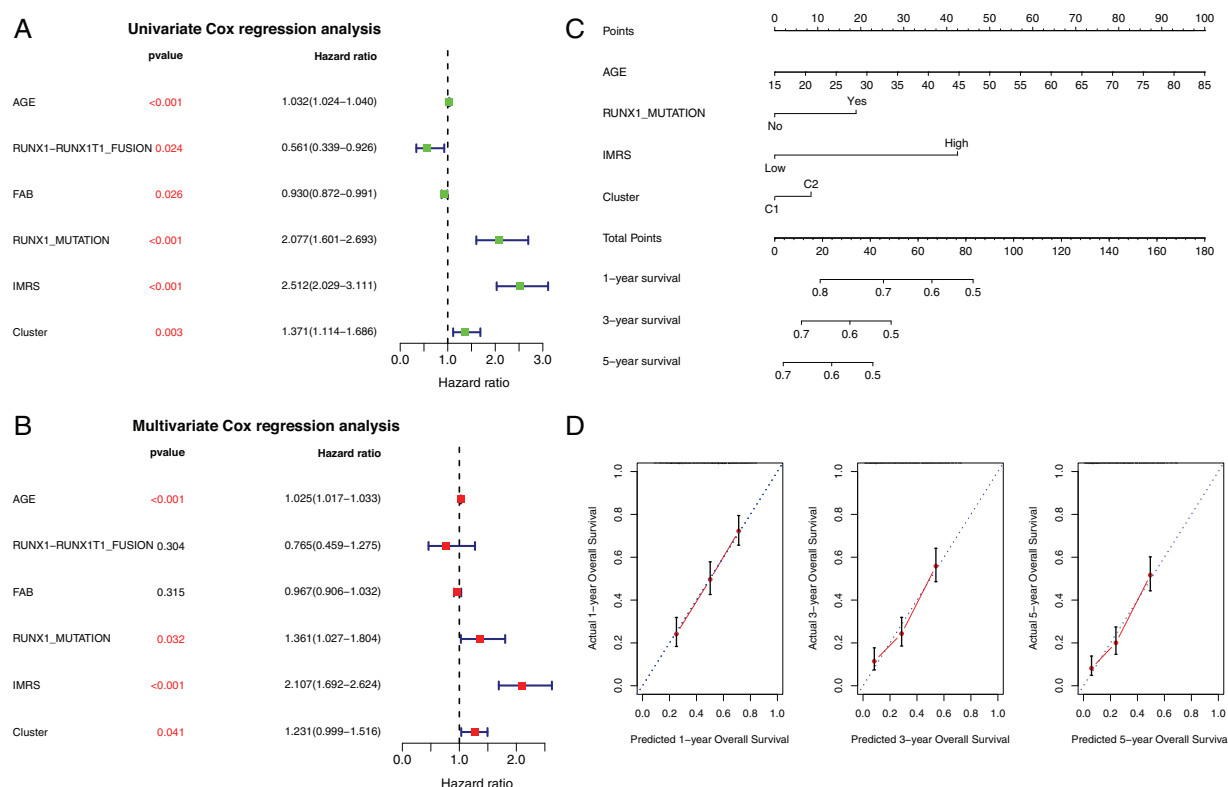 A
Univariate Cox regression analysis
pvalue Hazard ratio
AGE <0.001 1.032(1.024−1.040)
RUNX1−RUNX1T1_FUSION 0.024 0.561(0.339−0.926)
FAB 0.026 0.930(0.872−0.991)
RUNX1_MUTATION <0.001 2.077(1.601−2.693)
IMRS <0.001 2.512(2.029−3.111)
Cluster 0.003 1.371(1.114−1.686)
0.0 1.0 2.0 3.0
Hazard ratio
B
Multivariate Cox regression analysis
pvalue Hazard ratio
AGE <0.001 1.025(1.017−1.033)
RUNX1−RUNX1T1_FUSION 0.304 0.765(0.459−1.275)
FAB 0.315 0.967(0.906−1.032)
RUNX1_MUTATION 0.032 1.361(1.027−1.804)
IMRS <0.001 2.107(1.692−2.624)
Cluster 0.041 1.231(0.999−1.516)
0.0 1.0 2.0
Hazard ratio
C
0 10 20 30 40 50 60 70 80 90 100
Points
AGE
15 20 25 30 35 40 45 50 55 60 65 70 75 80 85
Yes
RUNX1_MUTATION
No
High
IMRS
Low
C2
Cluster
C1
Total Points
0 20 40 60 80 100 120 140 160 180
1−year survival
0.8 0.7 0.6 0.5
3−year survival
0.7 0.6 0.5
5−year survival
0.7 0.6 0.5
D
Actual 1−year Overall Survival
1.0
0.8
0.6
0.4
0.2
0.0
0.0 0.2 0.4 0.6 0.8 1.0
Predicted 1−year Overall Survival
Actual 3−year Overall Survival
1.0
0.8
0.6
0.4
0.2
0.0
0.0 0.2 0.4 0.6 0.8 1.0
Predicted 3−year Overall Survival
Actual 5−year Overall Survival
1.0
0.8
0.6
0.4
0.2
0.0
0.0 0.2 0.4 0.6 0.8 1.0
Predicted 5−year Overall Surviva